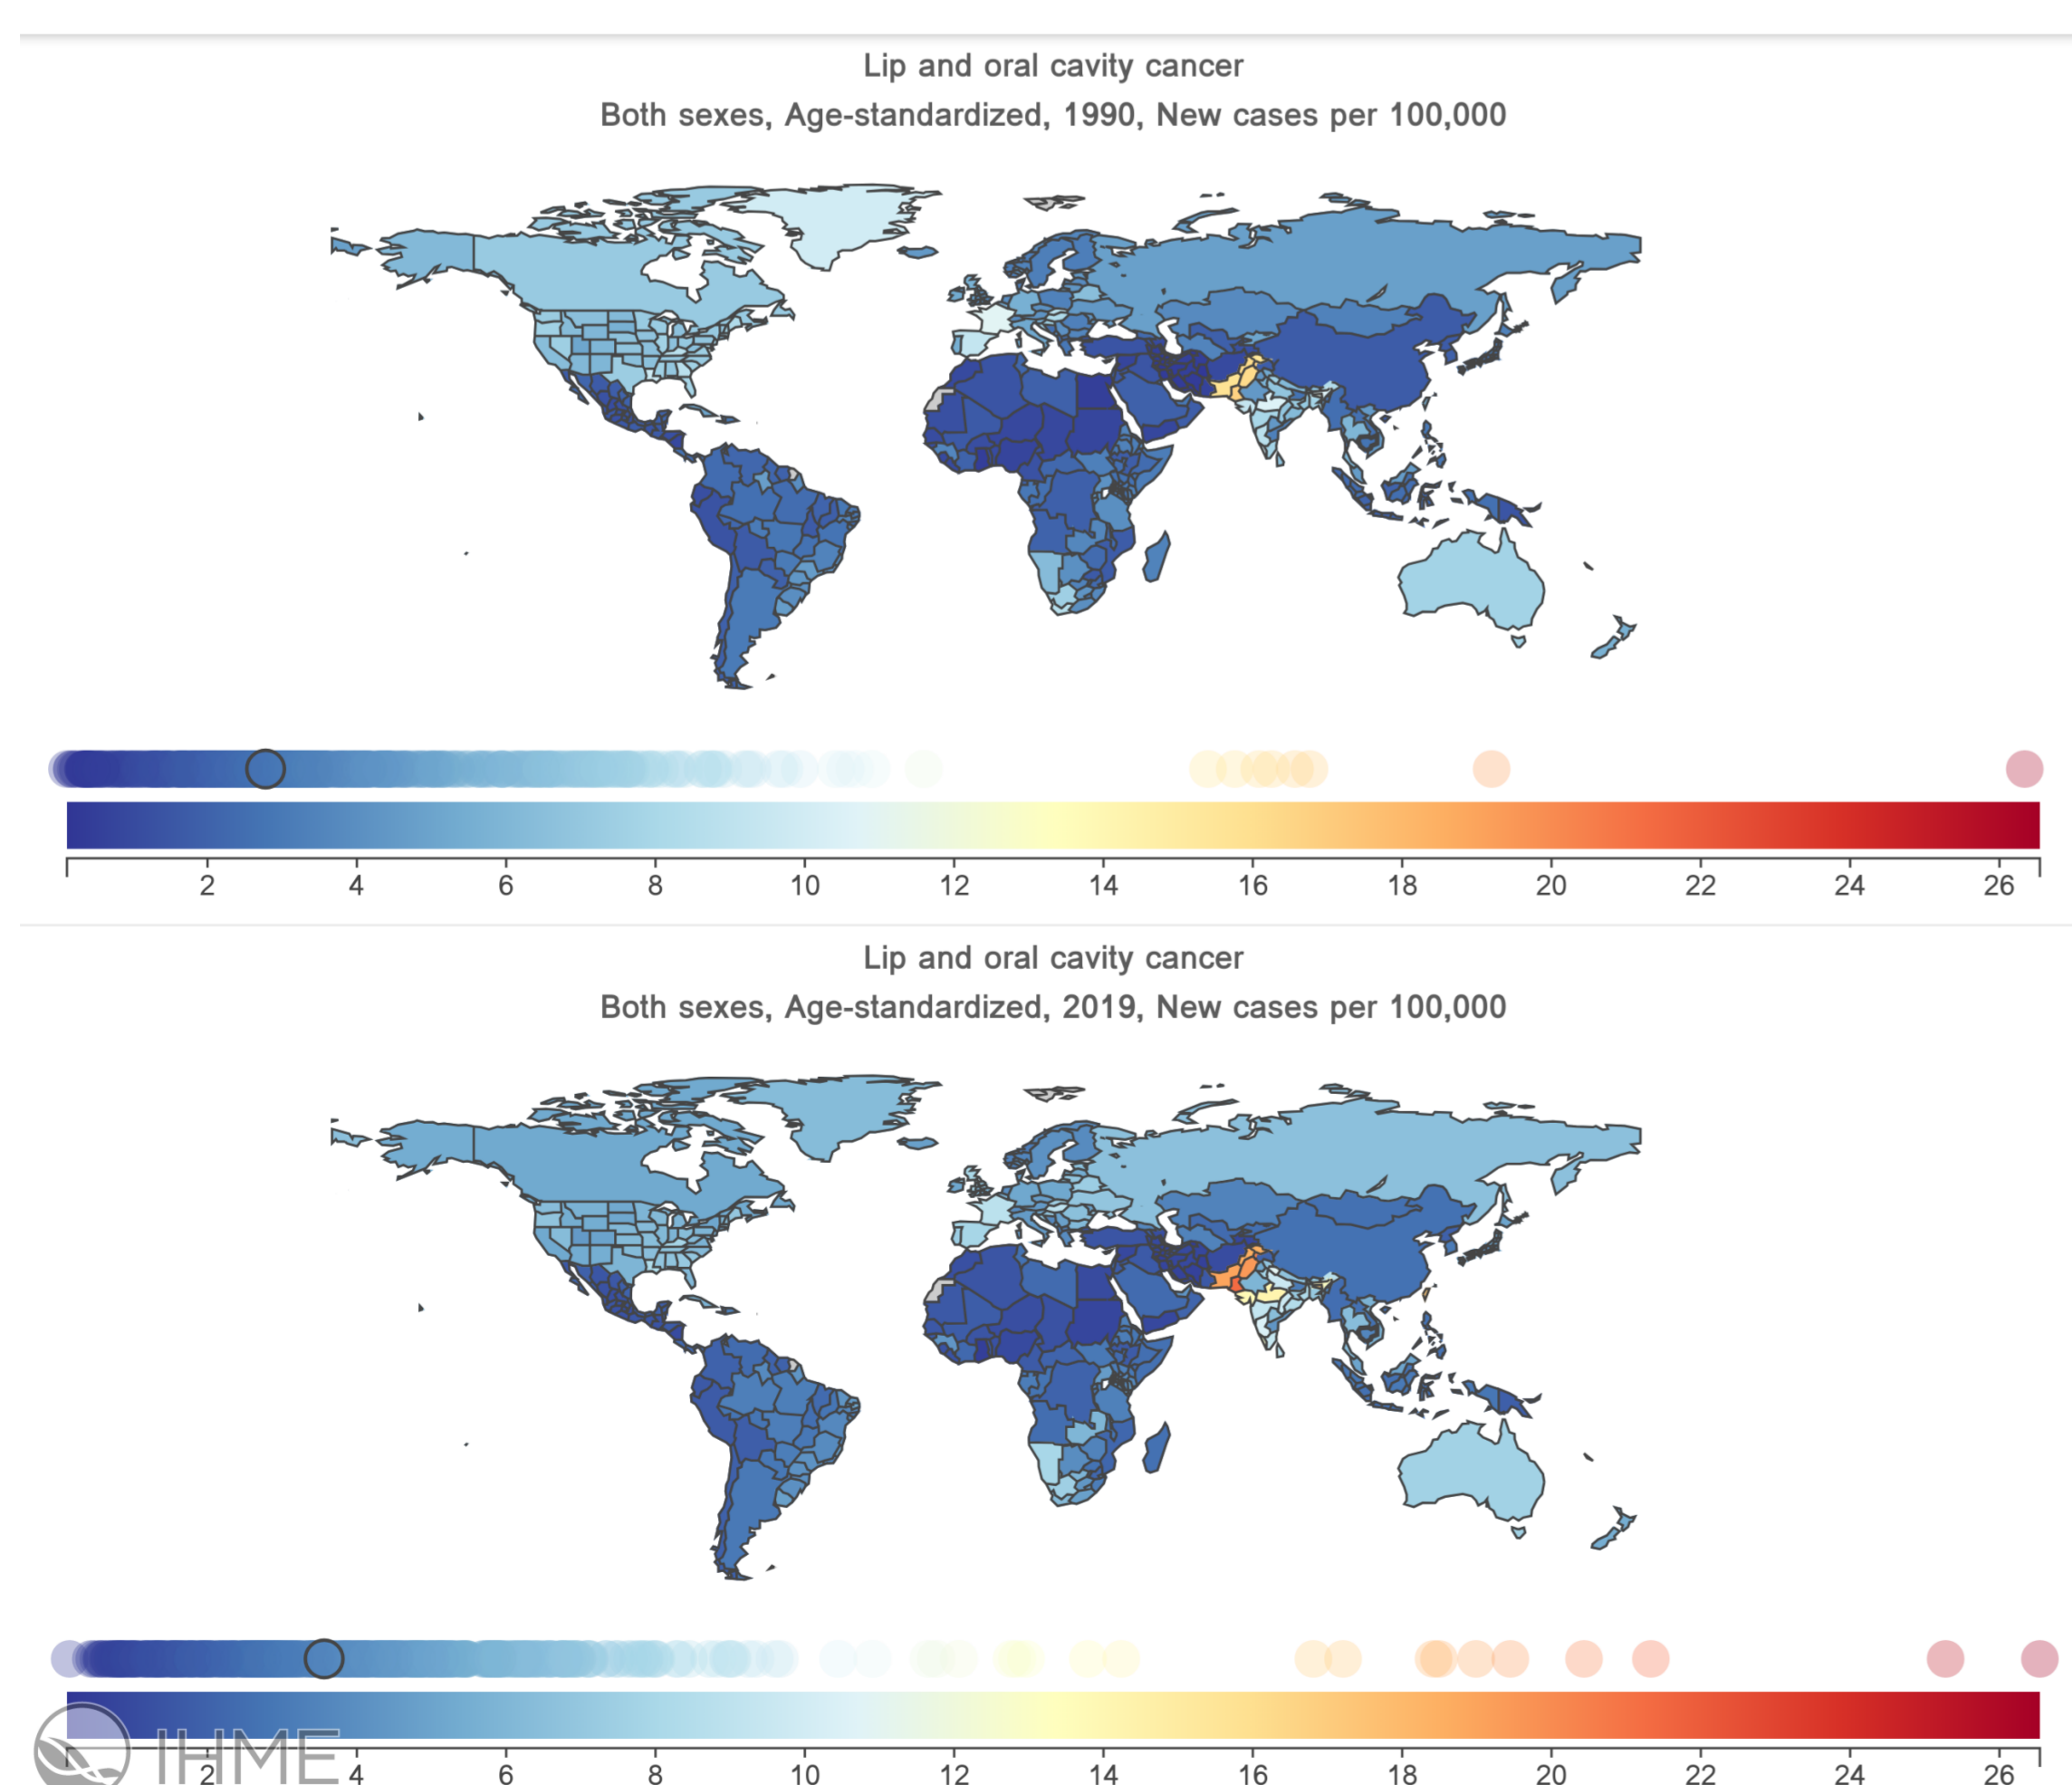 Lip and oral cavity cancer
Both sexes, Age-standardized, 1990, New cases per 100,000
2 4 6 8 10 12 14 16 18 20 22 24 26
Lip and oral cavity cancer
Both sexes, Age-standardized, 2019, New cases per 100,000
IHME
2 4 6 8 10 12 14 16 18 20 22 24 26